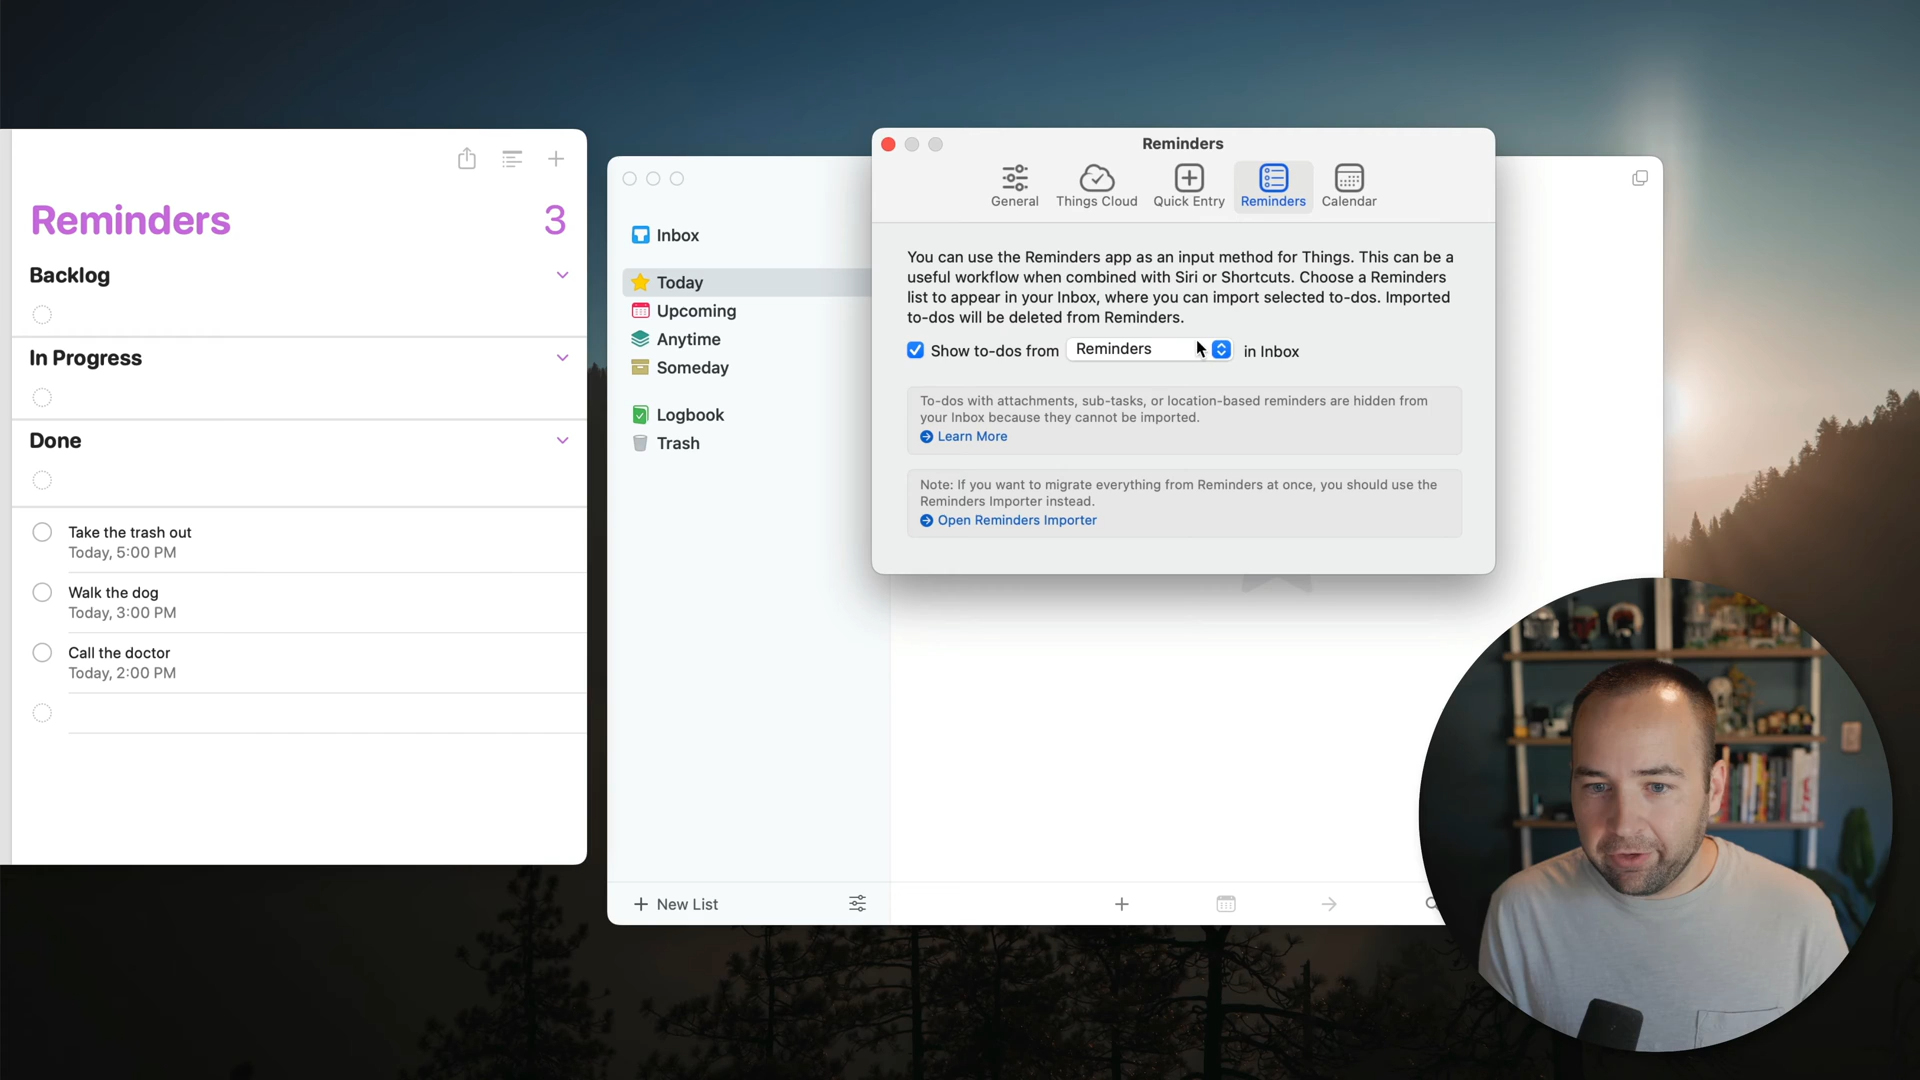 Reminders
3
Backlog
In Progress
Done
Take the trash out
Today, 5:00 PM
Walk the dog
Today, 3:00 PM
Call the doctor
Today, 2:00 PM
Inbox
Today
Upcoming
Anytime
Someday
Logbook
Trash
New List
Reminders
General
Things Cloud
Quick Entry
Reminders
Calendar
You can use the Reminders app as an input method for Things. This can be a
useful workflow when combined with Siri or Shortcuts. Choose a Reminders
list to appear in your Inbox, where you can import selected to-dos. Imported
to-dos will be deleted from Reminders.
Show to-dos from Reminders in Inbox
To-dos with attachments, sub-tasks, or location-based reminders are hidden from
your Inbox because they cannot be imported.
Learn More
Note: If you want to migrate everything from Reminders at once, you should use the
Reminders Importer instead.
Open Reminders Importer